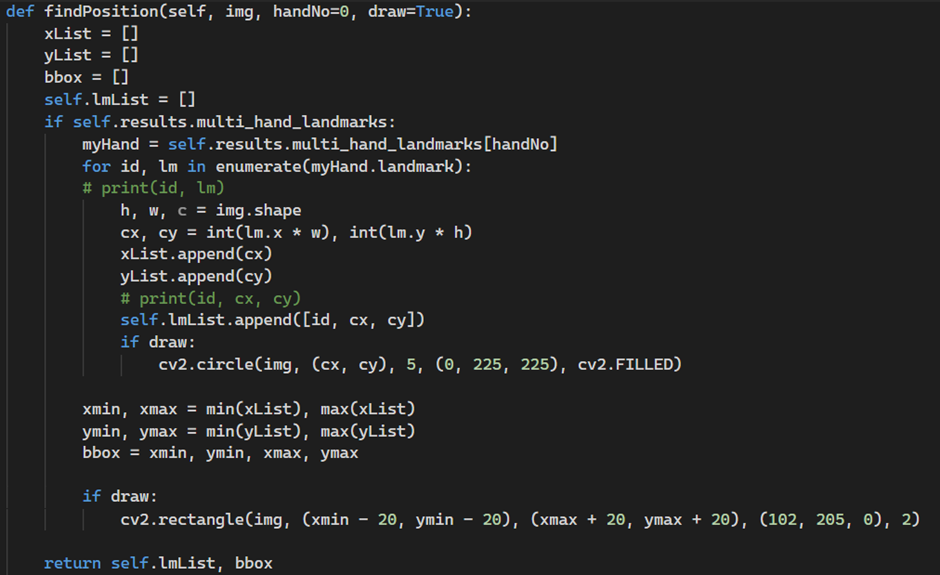 def findPosition(self, img, handNo=0, draw=True):
    xList = []
    yList = []
    bbox = []
    self.lmList = []
    if self.results.multi_hand_landmarks:
        myHand = self.results.multi_hand_landmarks[handNo]
        for id, lm in enumerate(myHand.landmark):
        # print(id, lm)
            h, w, c = img.shape
            cx, cy = int(lm.x * w), int(lm.y * h)
            xList.append(cx)
            yList.append(cy)
            # print(id, cx, cy)
            self.lmList.append([id, cx, cy])
            if draw:
                cv2.circle(img, (cx, cy), 5, (0, 225, 225), cv2.FILLED)

        xmin, xmax = min(xList), max(xList)
        ymin, ymax = min(yList), max(yList)
        bbox = xmin, ymin, xmax, ymax

        if draw:
            cv2.rectangle(img, (xmin - 20, ymin - 20), (xmax + 20, ymax + 20), (102, 205, 0), 2)

    return self.lmList, bbox